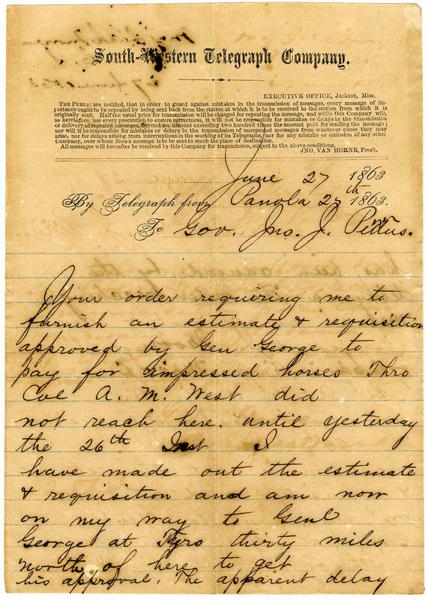 South-Western Telegraph Company.
EXECUTIVE OFFICE, Jackson, Miss.
THE PUBLIC are notified, that in order to guard against mistakes in the transmission of messages, every message of im-
portance ought to be repeated by being sent back from the station at which it is to be received to the station from which it is
originally sent. Half the usual price for transmission will be charged for repeating the message, and while this Company will,
as heretofore, use every precaution to ensure correctness, it will not be responsible for mistakes or delays in the transmission
or delivery of repeated messages, beyond an amount exceeding two hundred times the amount paid for sending the message;
nor will it be responsible for mistakes or delays in the transmission of unrepeated messages from whatever cause they may
arise, nor for delays arising from interruptions in the working of its Telegraph, nor for any mistake or omission of any other
Company, over whose lines a message is to be sent to reach the place of destination.
All messages will hereafter be received by this Company for transmission, subject to the above conditions.
JNO. VAN HORNE, Pres't.
June 27 1863
By Telegraph from Panola 27th 1863.
To Gov. Jno. J. Pettus.
Your order requiring me to
furnish an estimate & requisition
approved by Gen George to
pay for impressed horses Thro
Col A. M. West did
not reach here. until yesterday
the 26th Inst I
have made out the estimate
& requisition and am now
on my way to Genl
George at Tyro thirty miles
north of here to get
his approval. The apparent delay